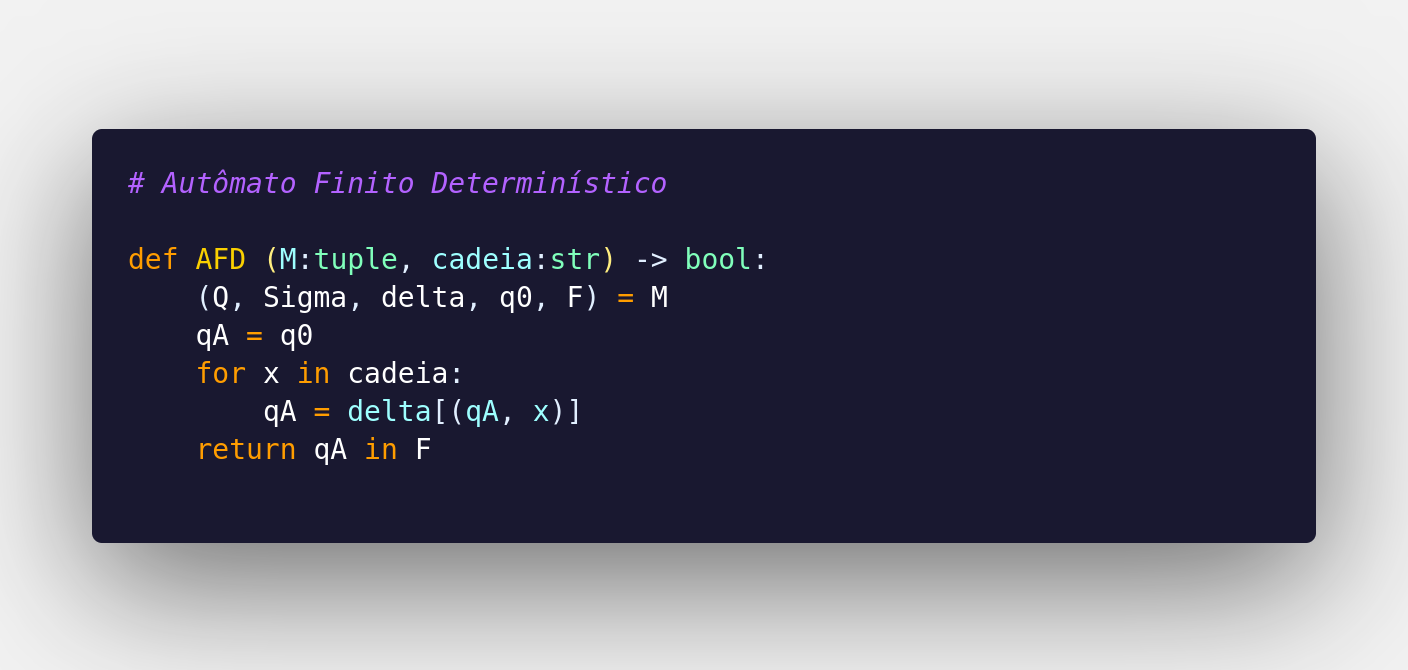 # Autômato Finito Determinístico
def AFD (M:tuple, cadeia:str) -> bool:
    (Q, Sigma, delta, q0, F) = M
    qA = q0
    for x in cadeia:
        qA = delta[(qA, x)]
    return qA in F